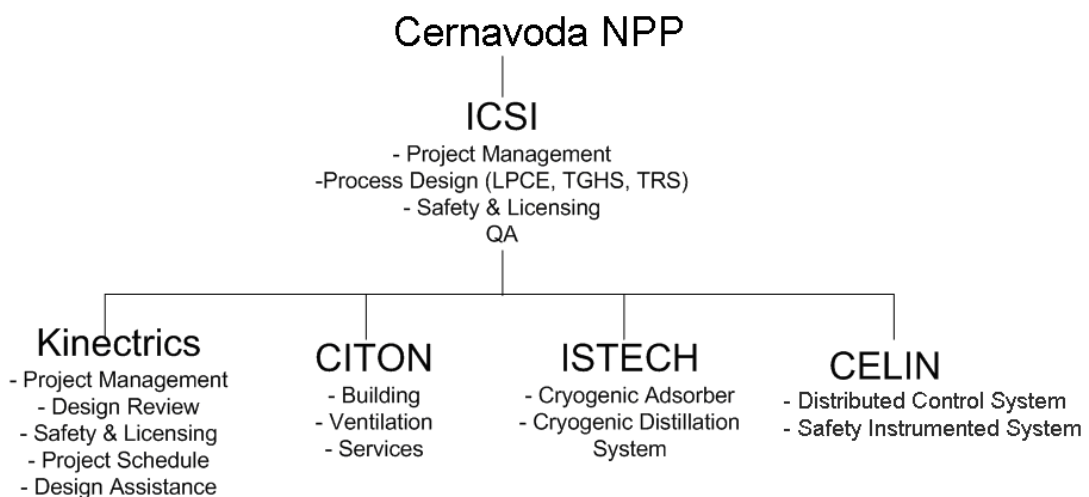 Cernavoda NPP
ICSI
- Project Management
-Process Design (LPCE, TGHS, TRS)
- Safety & Licensing
QA
Kinectrics
- Project Management
- Design Review
- Safety & Licensing
- Project Schedule
- Design Assistance
CITON
- Building
- Ventilation
- Services
ISTECH
- Cryogenic Adsorber
- Cryogenic Distillation
System
CELIN
- Distributed Control System
- Safety Instrumented System